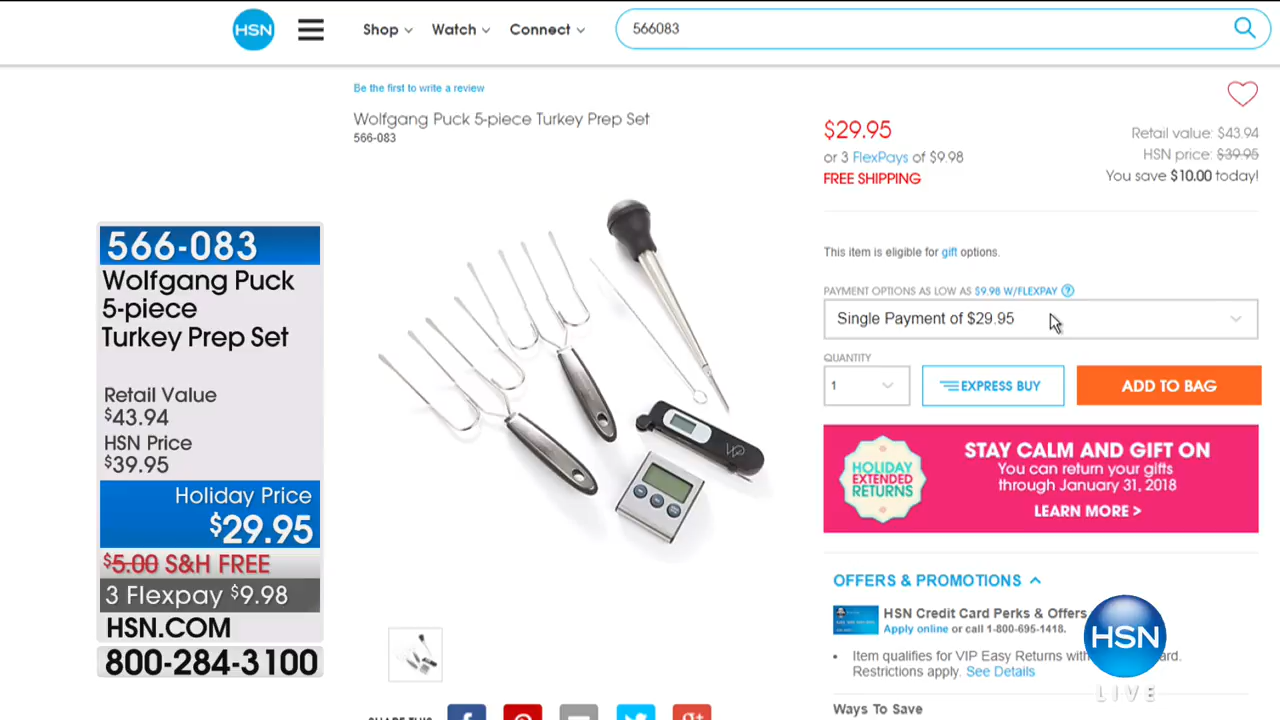 HSN
Shop
Watch
Connect
566083
Be the first to write a review
Wolfgang Puck 5-piece Turkey Prep Set
566-083
$29.95
or 3 FlexPays of $9.98
FREE SHIPPING
Retail value: $43.94
HSN price: $39.95
You save $10.00 today!
This item is eligible for gift options.
PAYMENT OPTIONS AS LOW AS $9.98 W/FLEXPAY ?
Single Payment of $29.95
QUANTITY
1
EXPRESS BUY
ADD TO BAG
HOLIDAY
EXTENDED
RETURNS
STAY CALM AND GIFT ON
You can return your gifts
through January 31, 2018
LEARN MORE >
OFFERS & PROMOTIONS
HSN Credit Card Perks & Offers
Apply online or call 1-800-695-1418.
• Item qualifies for VIP Easy Returns
Restrictions apply. See Details
Ways To Save
566-083
Wolfgang Puck
5-piece
Turkey Prep Set
Retail Value
$43.94
HSN Price
$39.95
Holiday Price
$29.95
$5.00 S&H FREE
3 Flexpay $9.98
HSN.COM
800-284-3100
HSN
LIVE